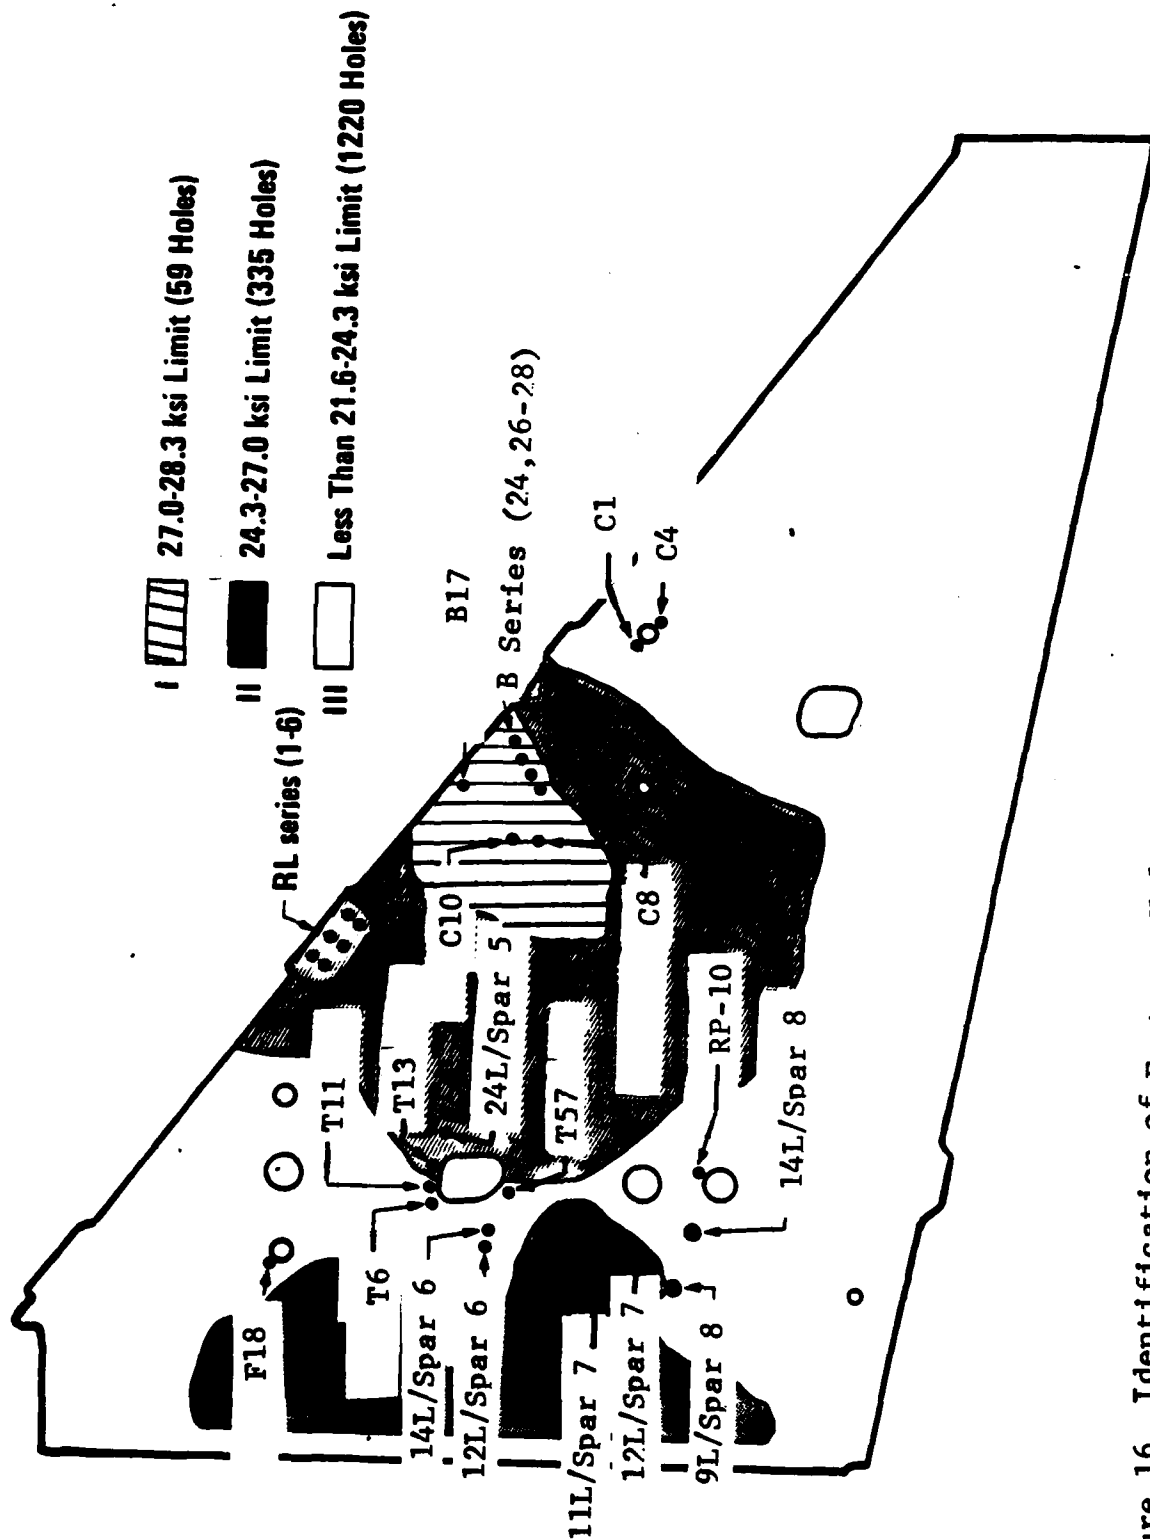 I 27.0-28.3 ksi Limit (59 Holes)
II 24.3-27.0 ksi Limit (335 Holes)
III Less Than 21.6-24.3 ksi Limit (1220 Holes)
RL series (1-6)
B17
B Series (24,26-28)
C1
C4
C10
C8
24L/Spar 5
T13
T11
T57
RP-10
14L/Spar 8
T6
F18
14L/Spar 6
12L/Spar 6
11L/Spar 7
12L/Spar 7
9L/Spar 8
16 Identification of